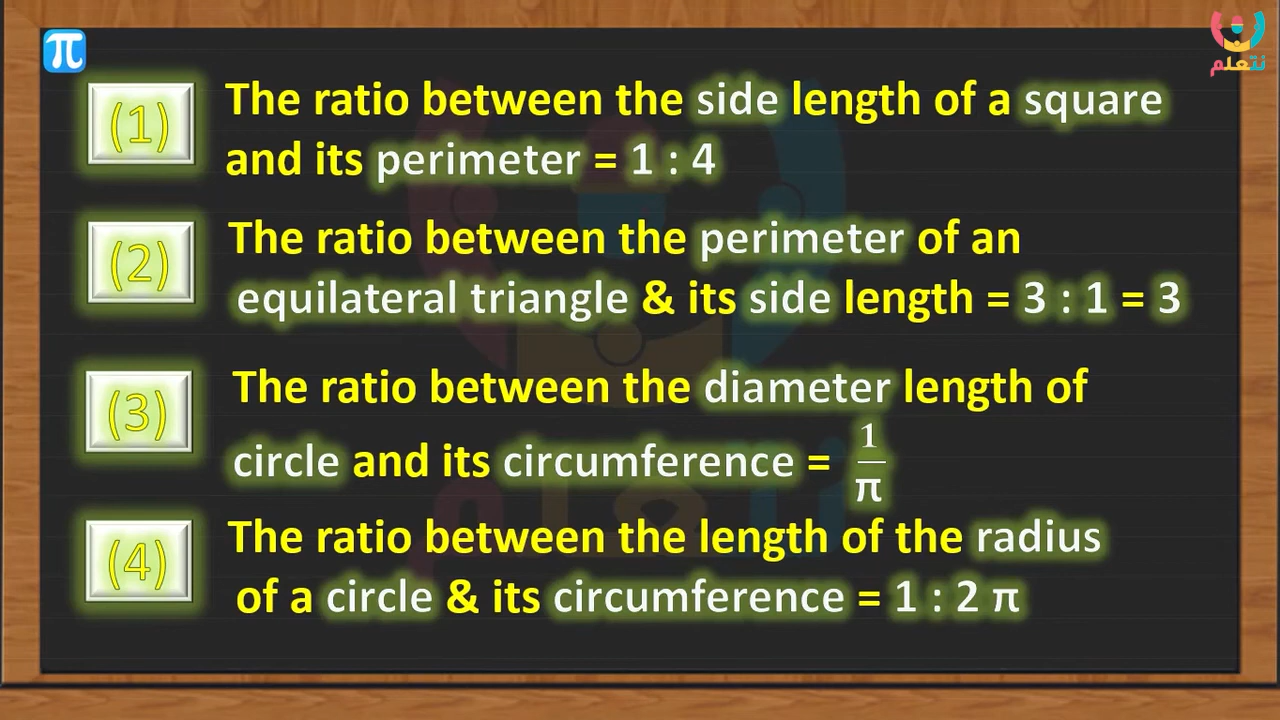 π
نتعلم
(1) The ratio between the side length of a square
and its perimeter = 1 : 4
(2) The ratio between the perimeter of an
equilateral triangle & its side length = 3 : 1 = 3
(3) The ratio between the diameter length of
circle and its circumference = 1/π
(4) The ratio between the length of the radius
of a circle & its circumference = 1 : 2 π